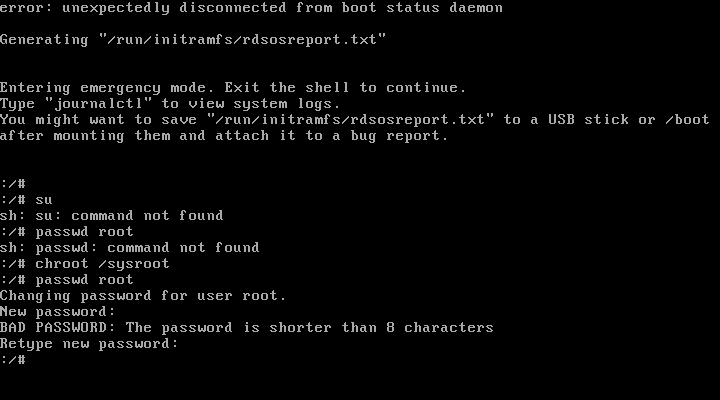 error: unexpectedly disconnected from boot status daemon
Generating "/run/initramfs/rdsosreport.txt"
Entering emergency mode. Exit the shell to continue.
Type "journalctl" to view system logs.
You might want to save "/run/initramfs/rdsosreport.txt" to a USB stick or /boot
after mounting them and attach it to a bug report.
:/#
:/# su
sh: su: command not found
:/# passwd root
sh: passwd: command not found
:/# chroot /sysroot
:/# passwd root
Changing password for user root.
New password:
BAD PASSWORD: The password is shorter than 8 characters
Retype new password:
:/#